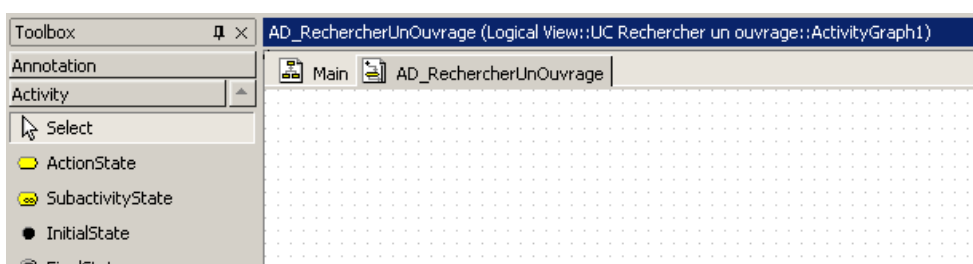 Toolbox
AD_RechercherUnOuvrage (Logical View::UC Rechercher un ouvrage::ActivityGraph1)
Annotation
Main AD_RechercherUnOuvrage
Activity
Select
ActionState
SubactivityState
InitialState